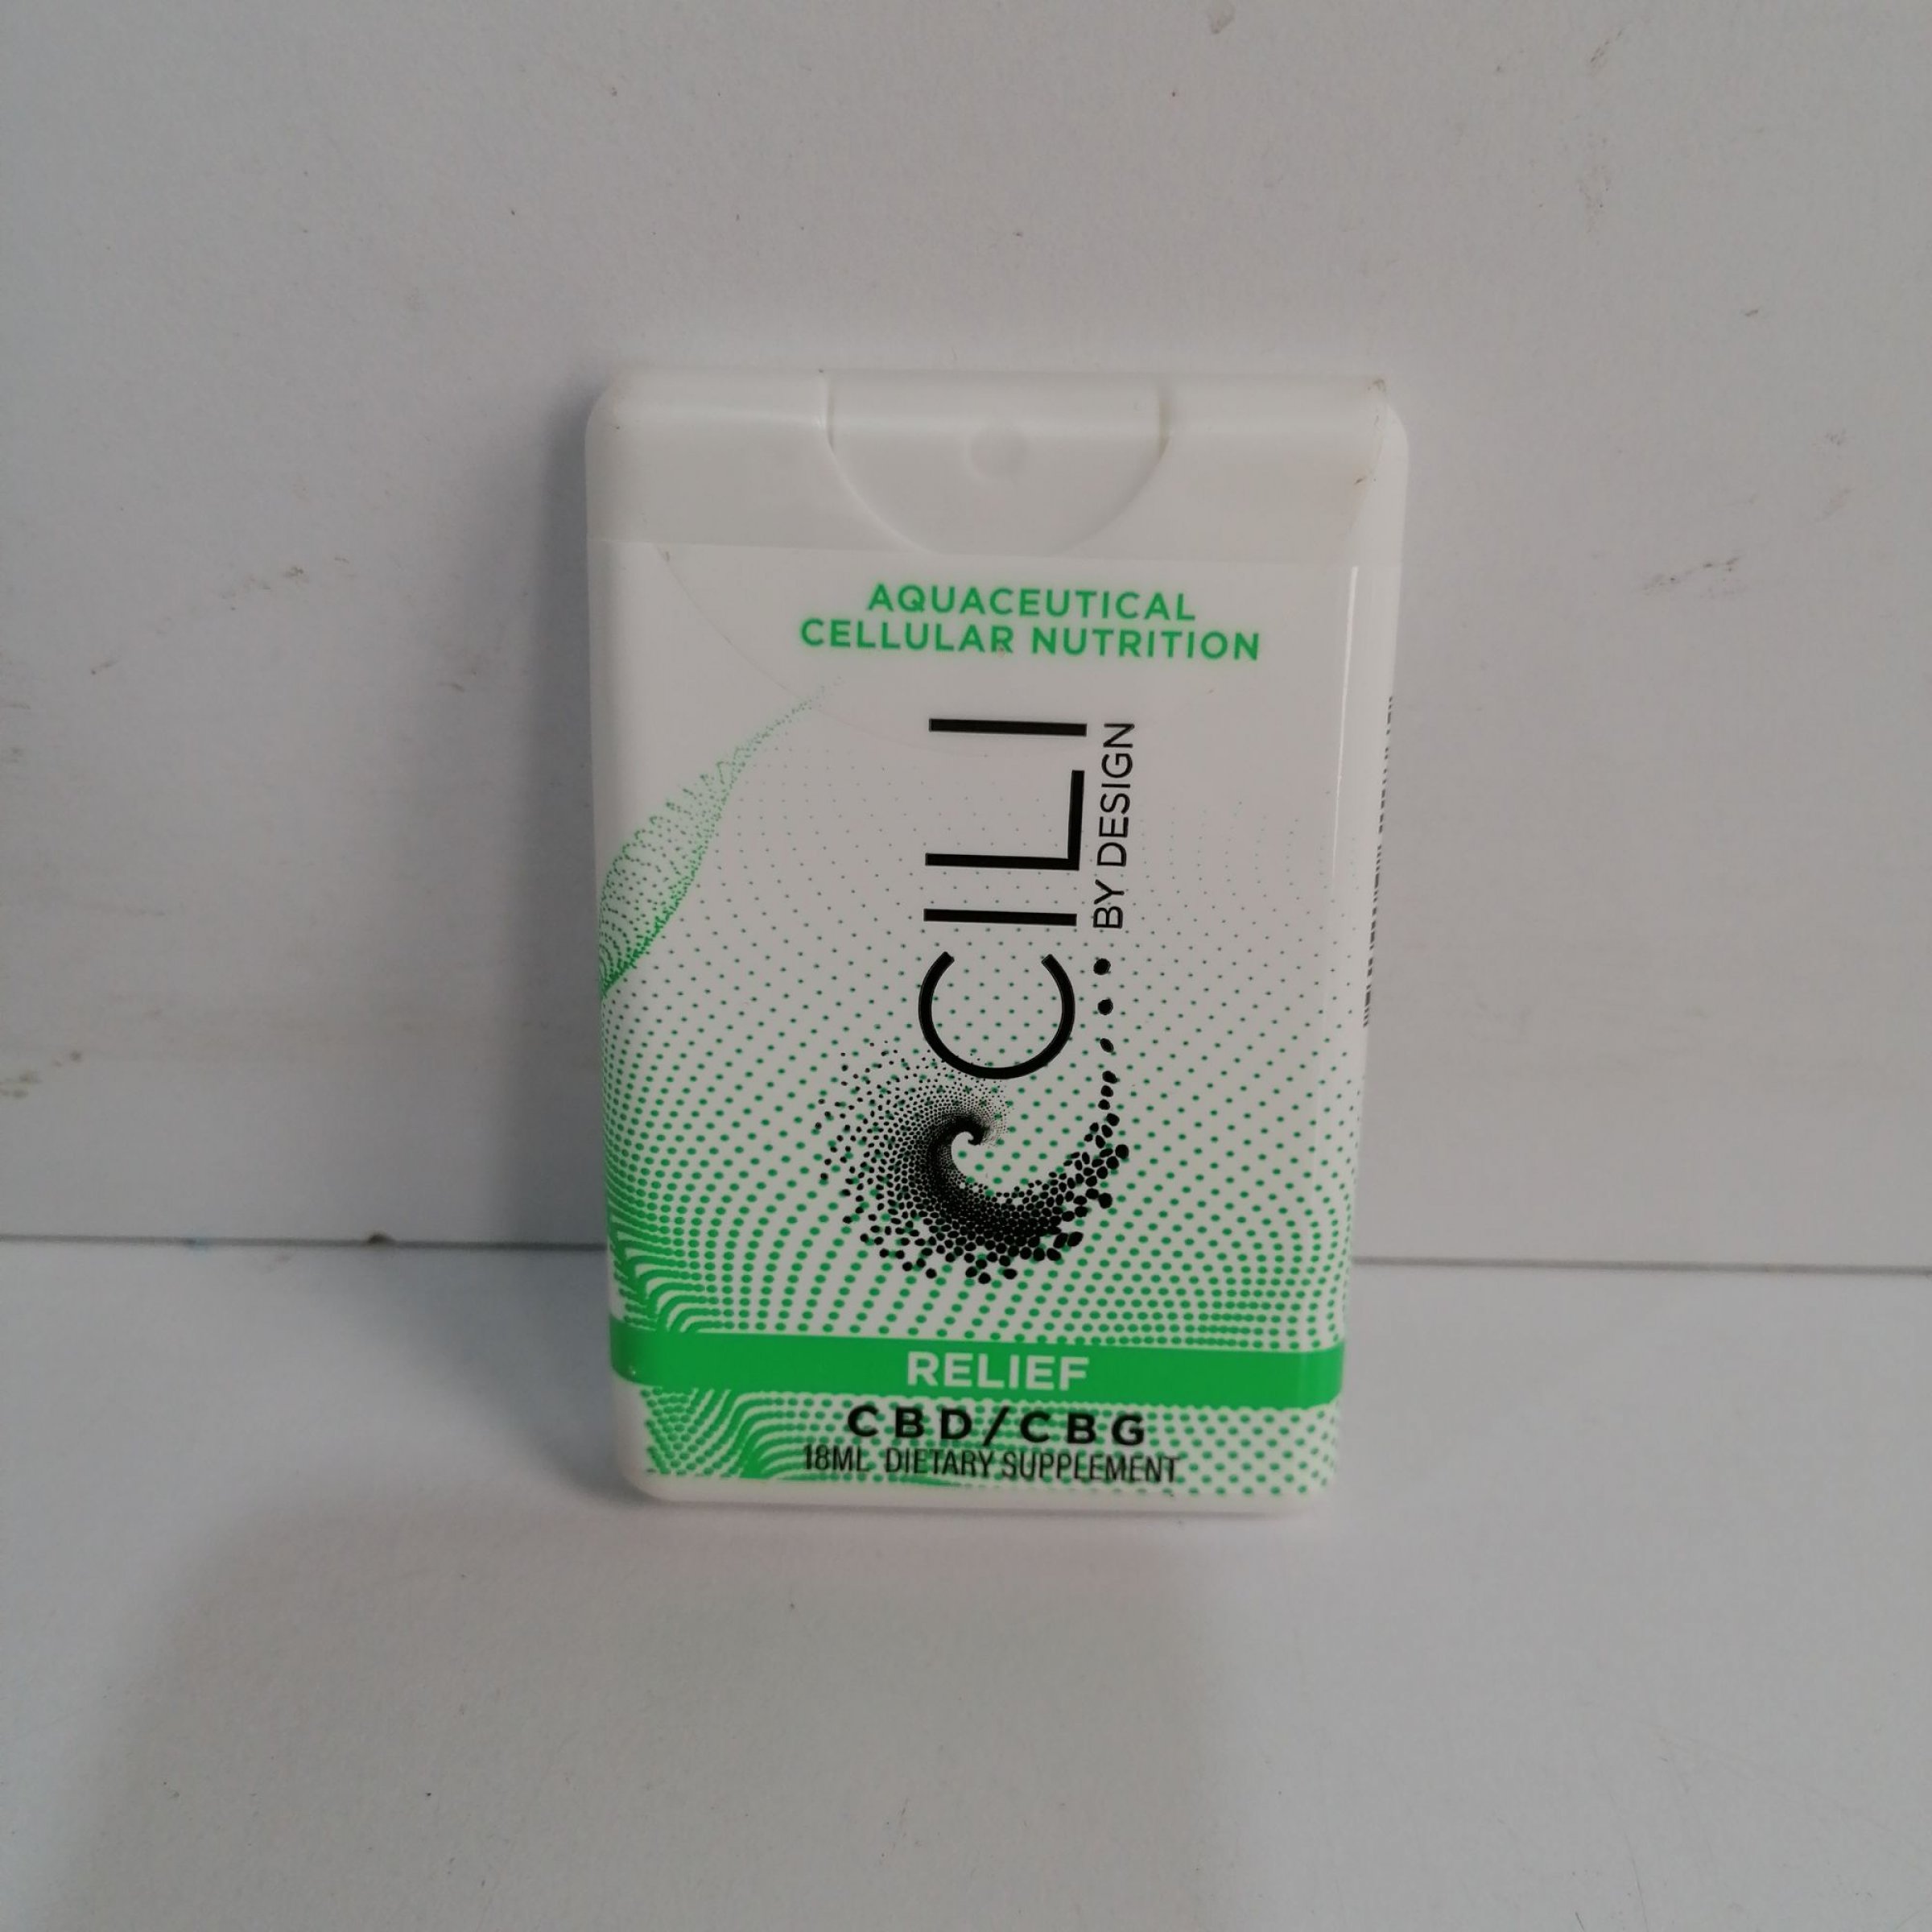 AQUACEUTICAL
CELLULAR NUTRITION
CILI
BY DESIGN
RELIEF
CBD/CBG
18ML DIETARY SUPPLEMENT